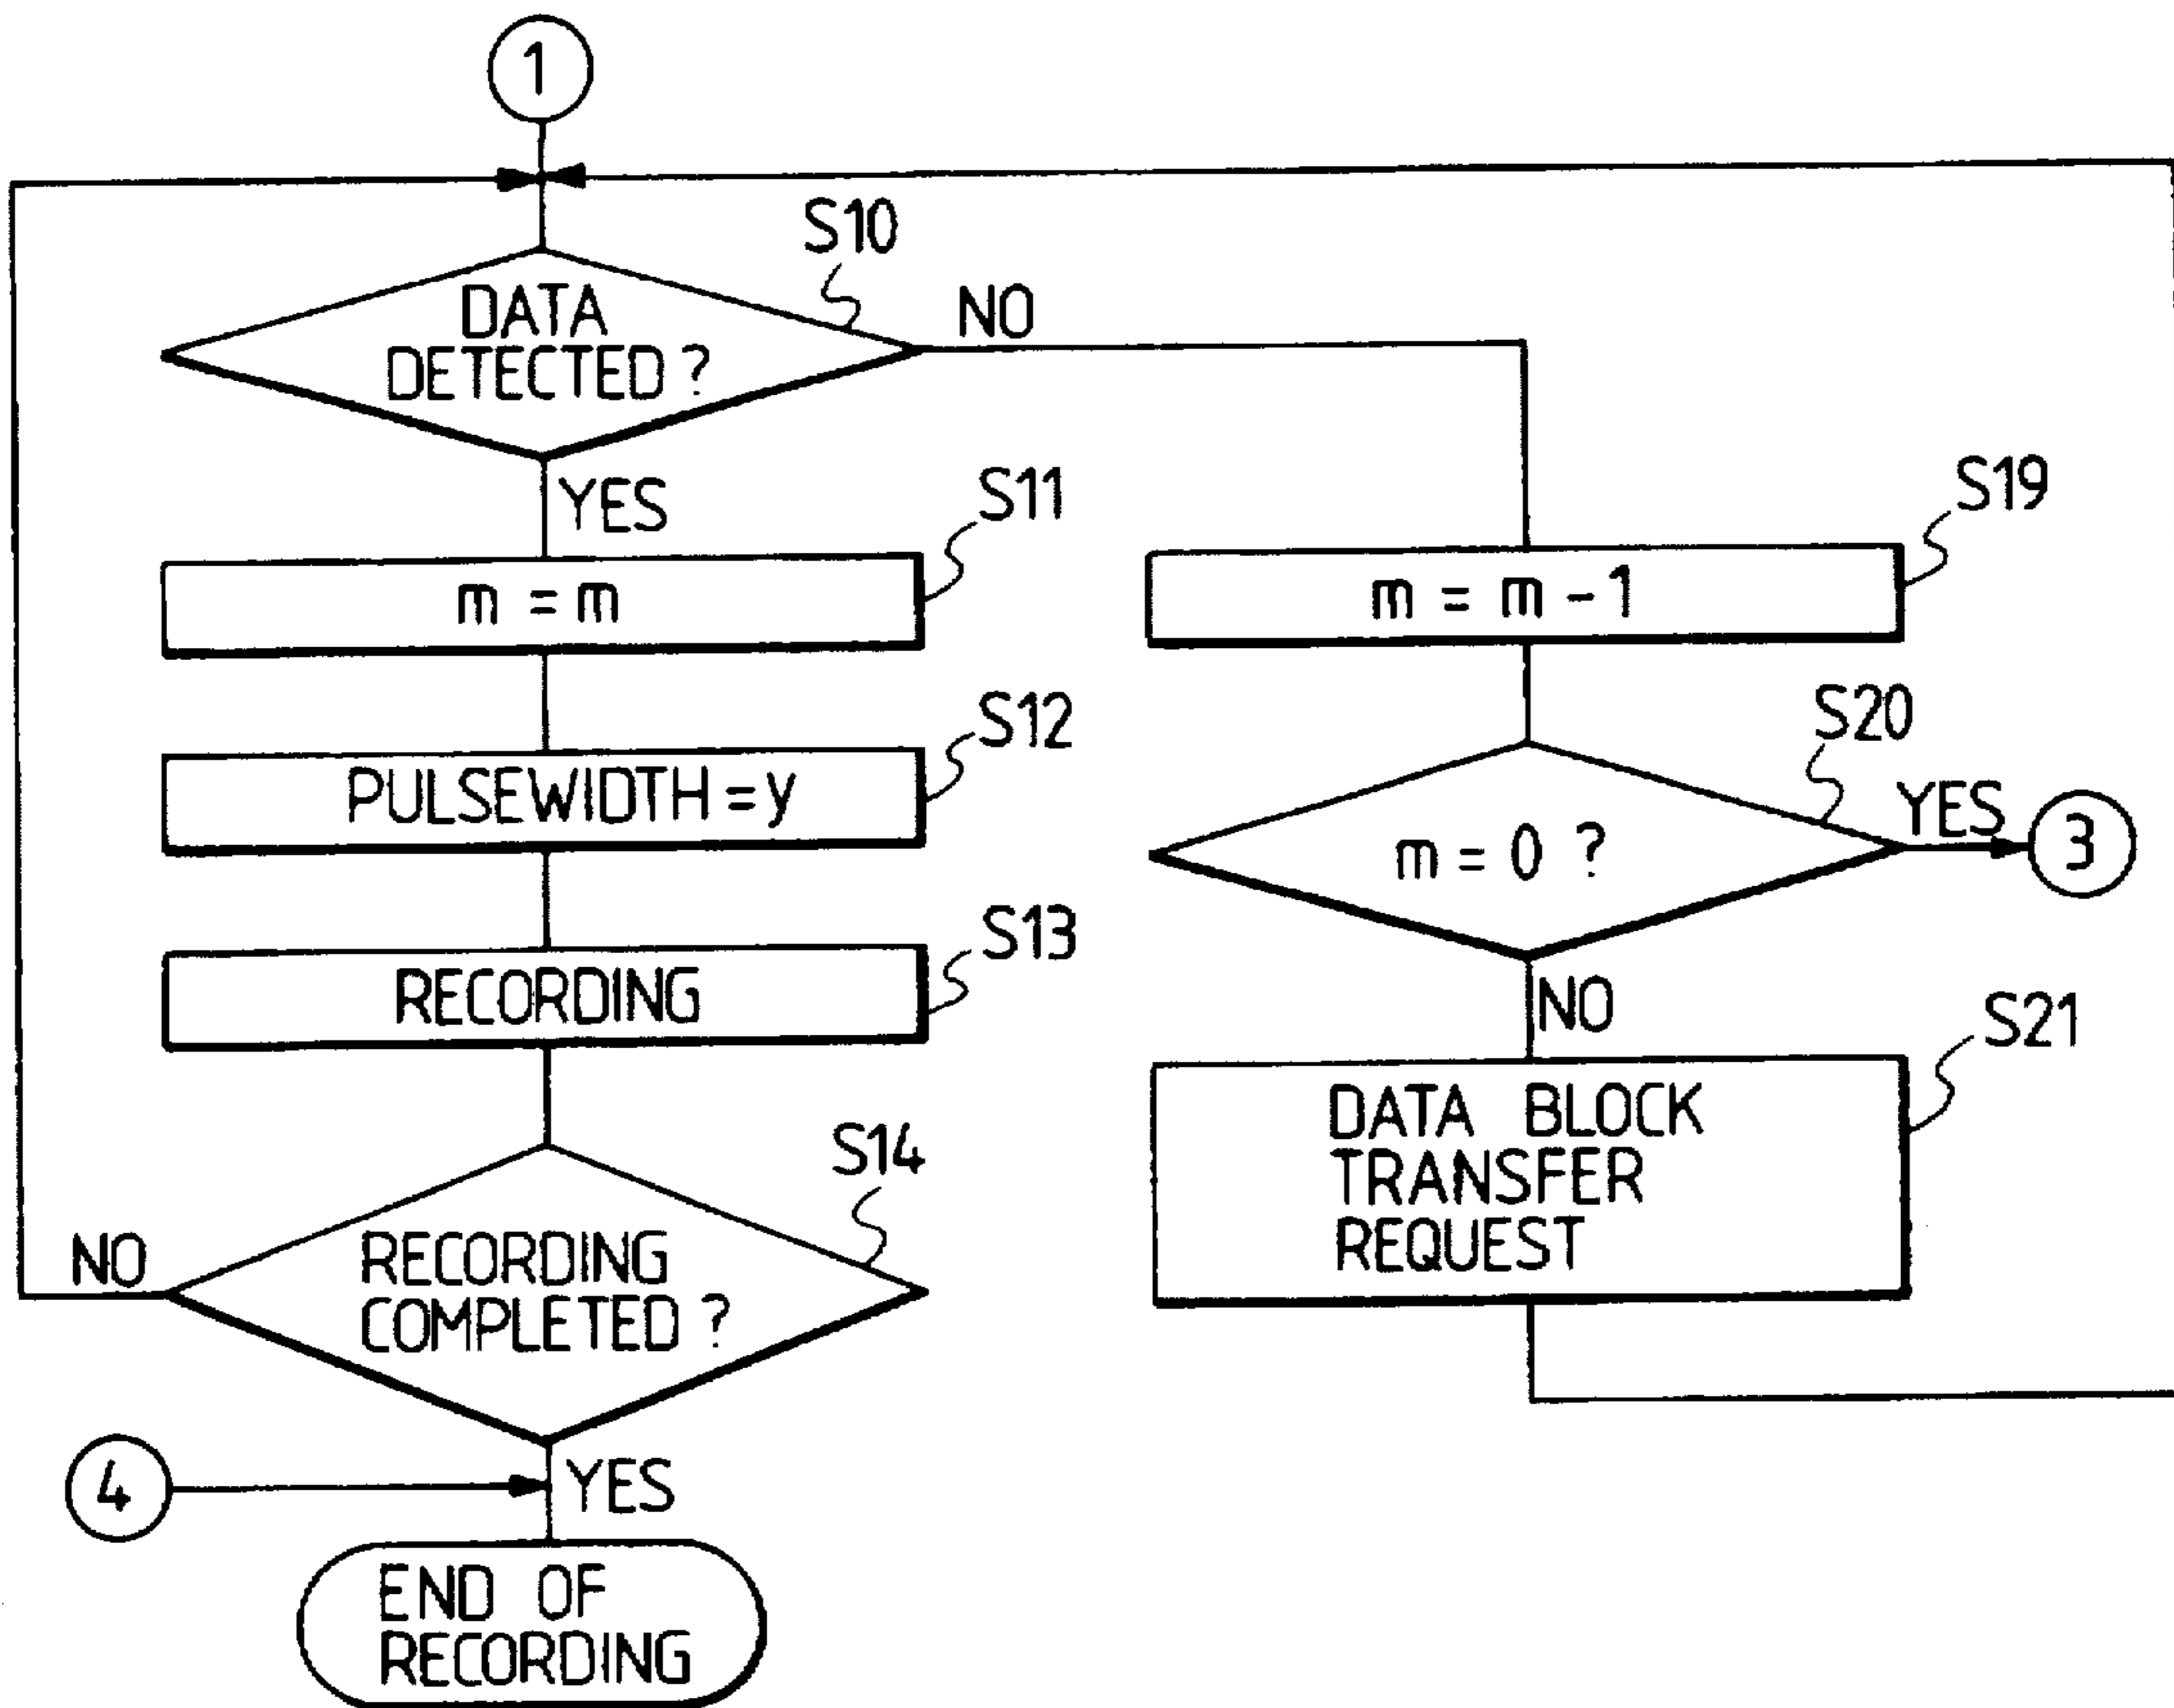 1
S10
DATA
DETECTED ?
NO
YES
S11
m = m
S12
PULSEWIDTH = y
S13
RECORDING
S14
RECORDING
COMPLETED ?
NO
YES
4
END OF
RECORDING
S19
m = m - 1
S20
m = 0 ?
YES
3
NO
S21
DATA BLOCK
TRANSFER
REQUEST